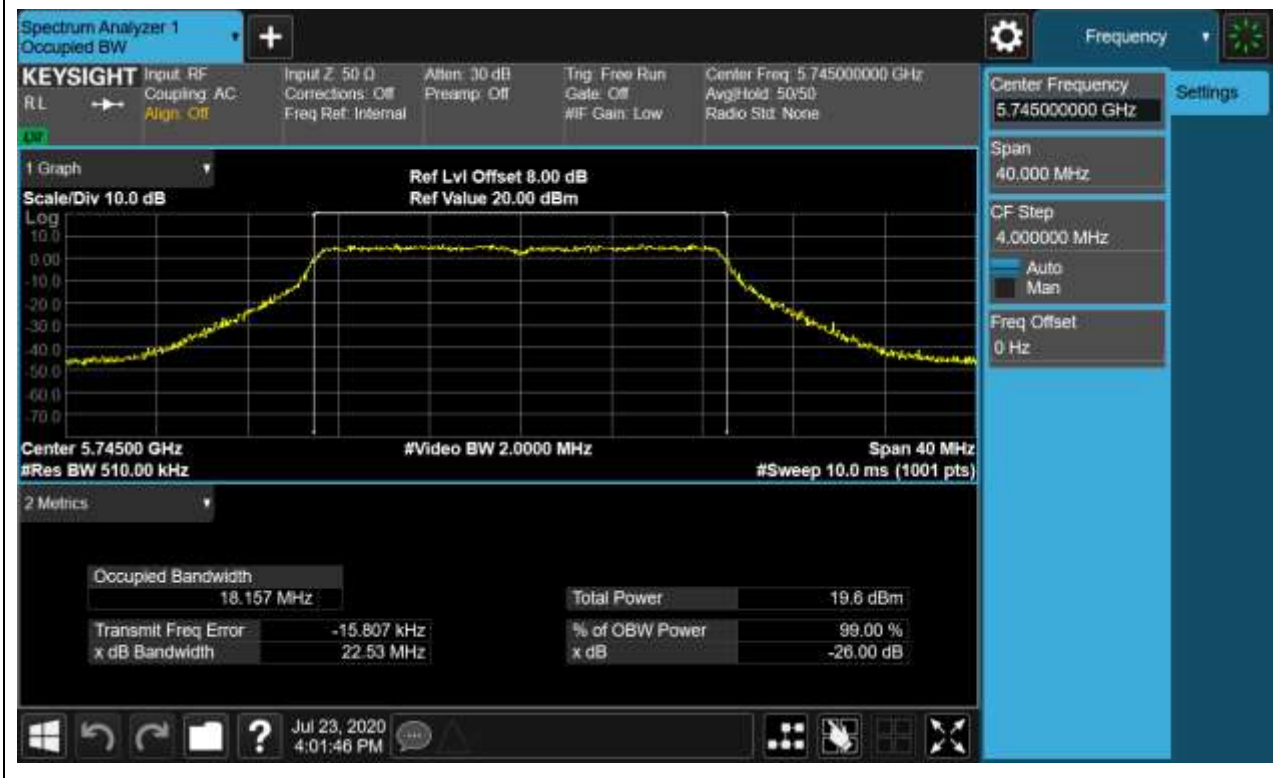 Spectrum Analyzer 1
Occupied BW
+
Frequency
KEYSIGHT
RL
Input: RF
Coupling: AC
Align: Off
Input Z: 50 Ω
Corrections: Off
Freq Ref: Internal
Atten: 30 dB
Preamp: Off
Trig: Free Run
Gate: Off
#IF Gain: Low
Center Freq: 5.745000000 GHz
Avg|Hold: 50/50
Radio Std: None
Center Frequency
5.745000000 GHz
Settings
Span
40.000 MHz
CF Step
4.000000 MHz
Auto
Man
Freq Offset
0 Hz
1 Graph
Scale/Div 10.0 dB
Ref Lvl Offset 8.00 dB
Ref Value 20.00 dBm
Log
10.0
0.00
-10.0
-20.0
-30.0
-40.0
-50.0
-60.0
-70.0
Center 5.74500 GHz
#Video BW 2.0000 MHz
Span 40 MHz
#Res BW 510.00 kHz
#Sweep 10.0 ms (1001 pts)
2 Metrics
Occupied Bandwidth
18.157 MHz
Total Power 19.6 dBm
Transmit Freq Error -15.807 kHz
% of OBW Power 99.00 %
x dB Bandwidth 22.53 MHz
x dB -26.00 dB
?
Jul 23, 2020
4:01:46 PM